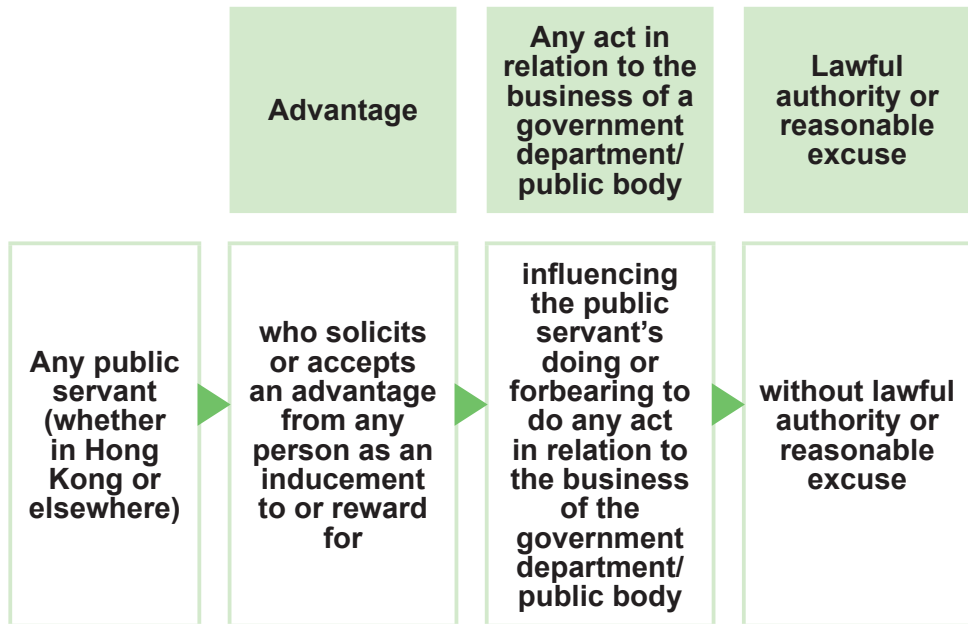 Advantage
Any act in
relation to the
business of a
government
department/
public body
Lawful
authority or
reasonable
excuse
Any public
servant
(whether
in Hong
Kong or
elsewhere)
who solicits
or accepts
an advantage
from any
person as an
inducement
to or reward
for
influencing
the public
servant’s
doing or
forbearing to
do any act
in relation to
the business
of the
government
department/
public body
without lawful
authority or
reasonable
excuse